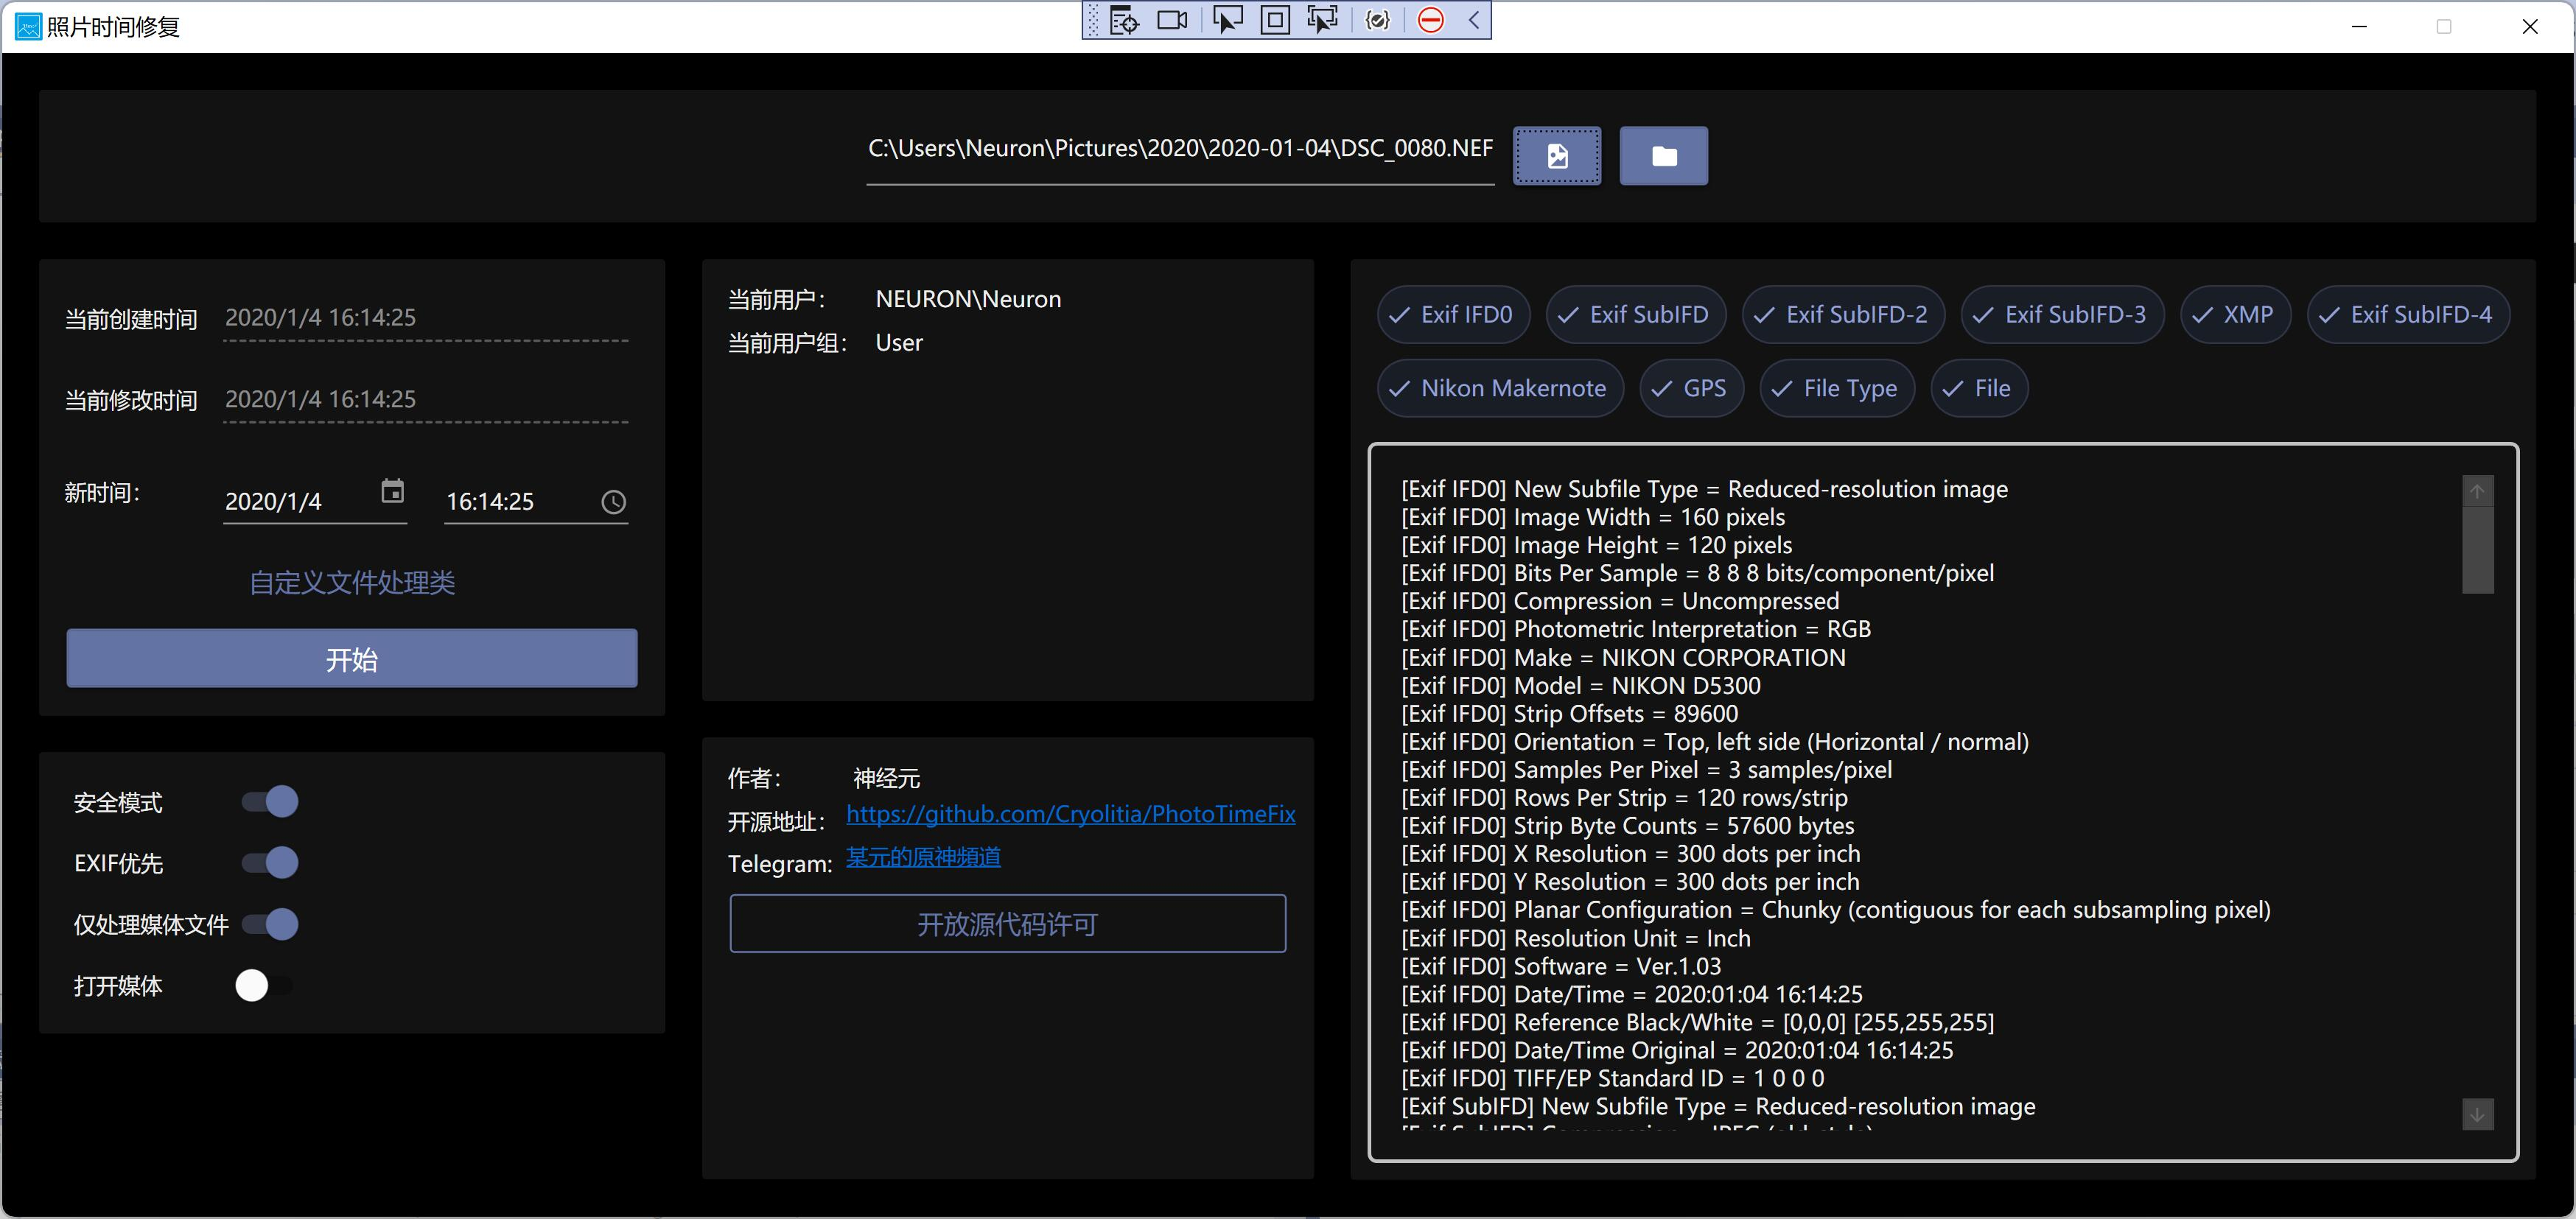 照片时间修复
C:\Users\Neuron\Pictures\2020\2020-01-04\DSC_0080.NEF
当前创建时间 2020/1/4 16:14:25
当前修改时间 2020/1/4 16:14:25
新时间: 2020/1/4 16:14:25
自定义文件处理类
开始
安全模式
EXIF优先
仅处理媒体文件
打开媒体
当前用户: NEURON\Neuron
当前用户组: User
作者: 神经元
开源地址: https://github.com/Cryolitia/PhotoTimeFix
Telegram: 某元的原神頻道
开放源代码许可
Exif IFD0 Exif SubIFD Exif SubIFD-2 Exif SubIFD-3 XMP Exif SubIFD-4
Nikon Makernote GPS File Type File
[Exif IFD0] New Subfile Type = Reduced-resolution image
[Exif IFD0] Image Width = 160 pixels
[Exif IFD0] Image Height = 120 pixels
[Exif IFD0] Bits Per Sample = 8 8 8 bits/component/pixel
[Exif IFD0] Compression = Uncompressed
[Exif IFD0] Photometric Interpretation = RGB
[Exif IFD0] Make = NIKON CORPORATION
[Exif IFD0] Model = NIKON D5300
[Exif IFD0] Strip Offsets = 89600
[Exif IFD0] Orientation = Top, left side (Horizontal / normal)
[Exif IFD0] Samples Per Pixel = 3 samples/pixel
[Exif IFD0] Rows Per Strip = 120 rows/strip
[Exif IFD0] Strip Byte Counts = 57600 bytes
[Exif IFD0] X Resolution = 300 dots per inch
[Exif IFD0] Y Resolution = 300 dots per inch
[Exif IFD0] Planar Configuration = Chunky (contiguous for each subsampling pixel)
[Exif IFD0] Resolution Unit = Inch
[Exif IFD0] Software = Ver.1.03
[Exif IFD0] Date/Time = 2020:01:04 16:14:25
[Exif IFD0] Reference Black/White = [0,0,0] [255,255,255]
[Exif IFD0] Date/Time Original = 2020:01:04 16:14:25
[Exif IFD0] TIFF/EP Standard ID = 1 0 0 0
[Exif SubIFD] New Subfile Type = Reduced-resolution image